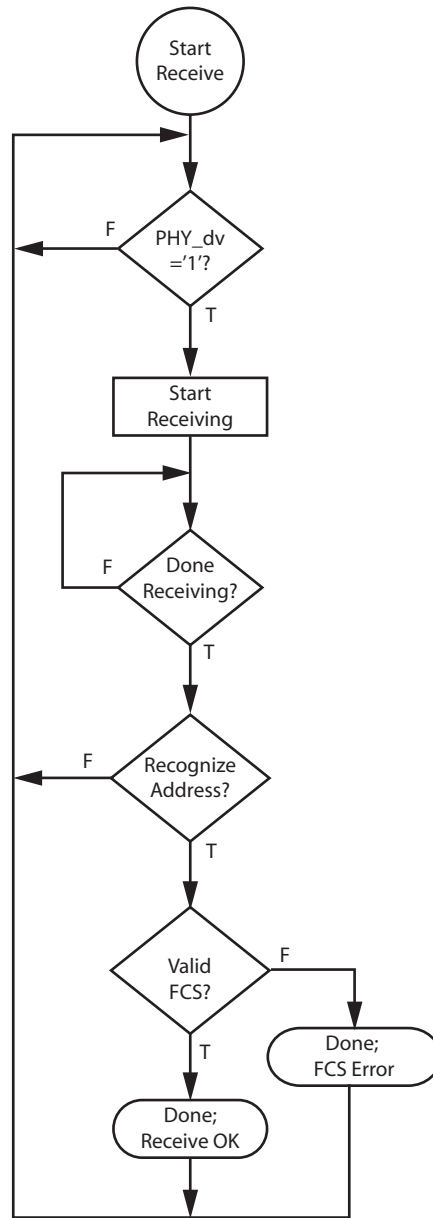 Start
Receive
F
PHY_dv
='1'?
T
Start
Receiving
F
Done
Receiving?
T
F
Recognize
Address?
T
Valid
FCS?
F
T
Done;
FCS Error
Done;
Receive OK